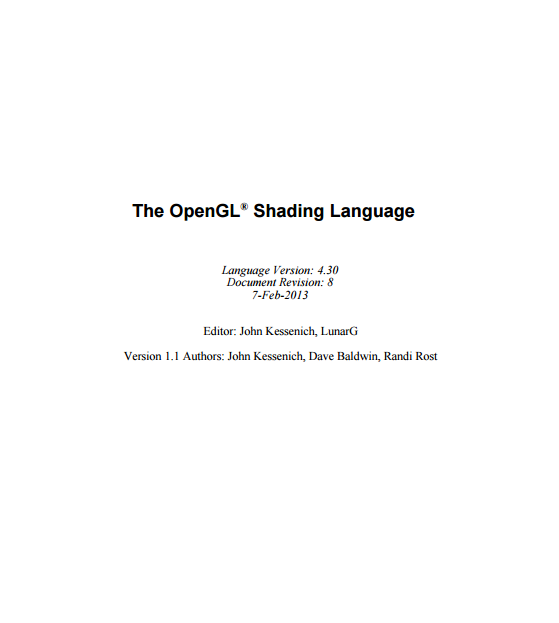 The OpenGL® Shading Language
Language Version: 4.30
Document Revision: 8
7-Feb-2013
Editor: John Kessenich, LunarG
Version 1.1 Authors: John Kessenich, Dave Baldwin, Randi Rost